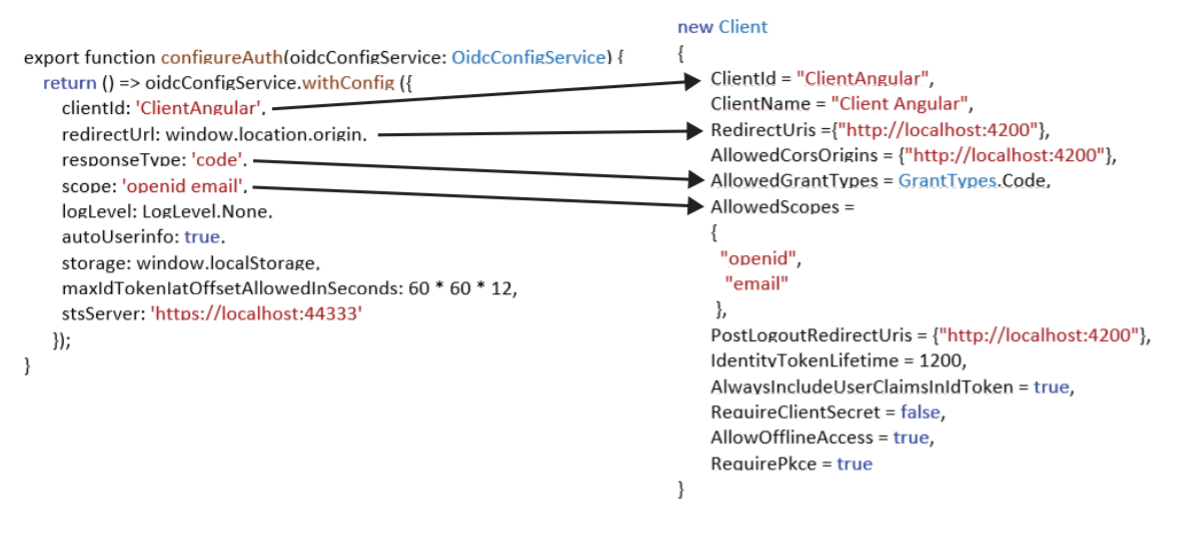 export function configureAuth(oidcConfigService: OidcConfigService) {
return () => oidcConfigService.withConfig ({
clientId: 'ClientAngular',
redirectUrl: window.location.origin,
responseType: 'code',
scope: 'openid email',
logLevel: LogLevel.None,
autoUserinfo: true,
storage: window.localStorage,
maxIdTokenIatOffsetAllowedInSeconds: 60 * 60 * 12,
stsServer: 'https://localhost:44333'
});
}
new Client
{
ClientId = "ClientAngular",
ClientName = "Client Angular",
RedirectUris ={"http://localhost:4200"},
AllowedCorsOrigins = {"http://localhost:4200"},
AllowedGrantTypes = GrantTypes.Code,
AllowedScopes =
{
"openid",
"email"
},
PostLogoutRedirectUris = {"http://localhost:4200"},
IdentityTokenLifetime = 1200,
AlwaysIncludeUserClaimsInIdToken = true,
RequireClientSecret = false,
AllowOfflineAccess = true,
RequirePkce = true
}